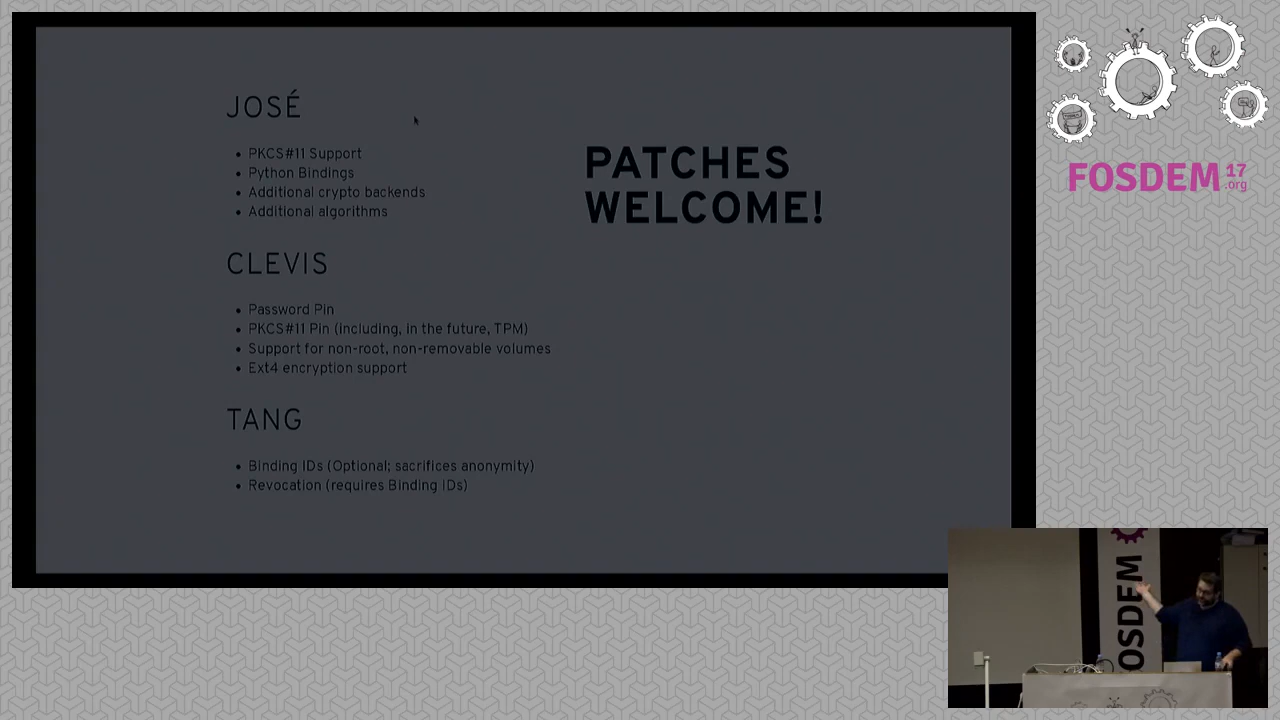 JOSÉ
PKCS#11 Support
Python Bindings
Additional crypto backends
Additional algorithms
CLEVIS
Password Pin
PKCS#11 Pin (including, in the future, TPM)
Support for non-root, non-removable volumes
Ext4 encryption support
TANG
Binding IDs (Optional; sacrifices anonymity)
Revocation (requires Binding IDs)
PATCHES
WELCOME!
FOSDEM 17
.org
OSDEM